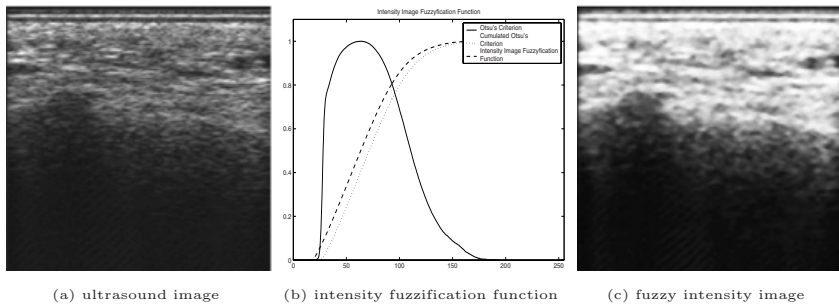 Intensity Image Fuzzyfication Function
Otsu's Criterion
Cumulated Otsu's
Criterion
Intensity Image Fuzzyfication
Function
1
0.8
0.6
0.4
0.2
0
0 50 100 150 200 250
(a) ultrasound image (b) intensity fuzzification function (c) fuzzy intensity image